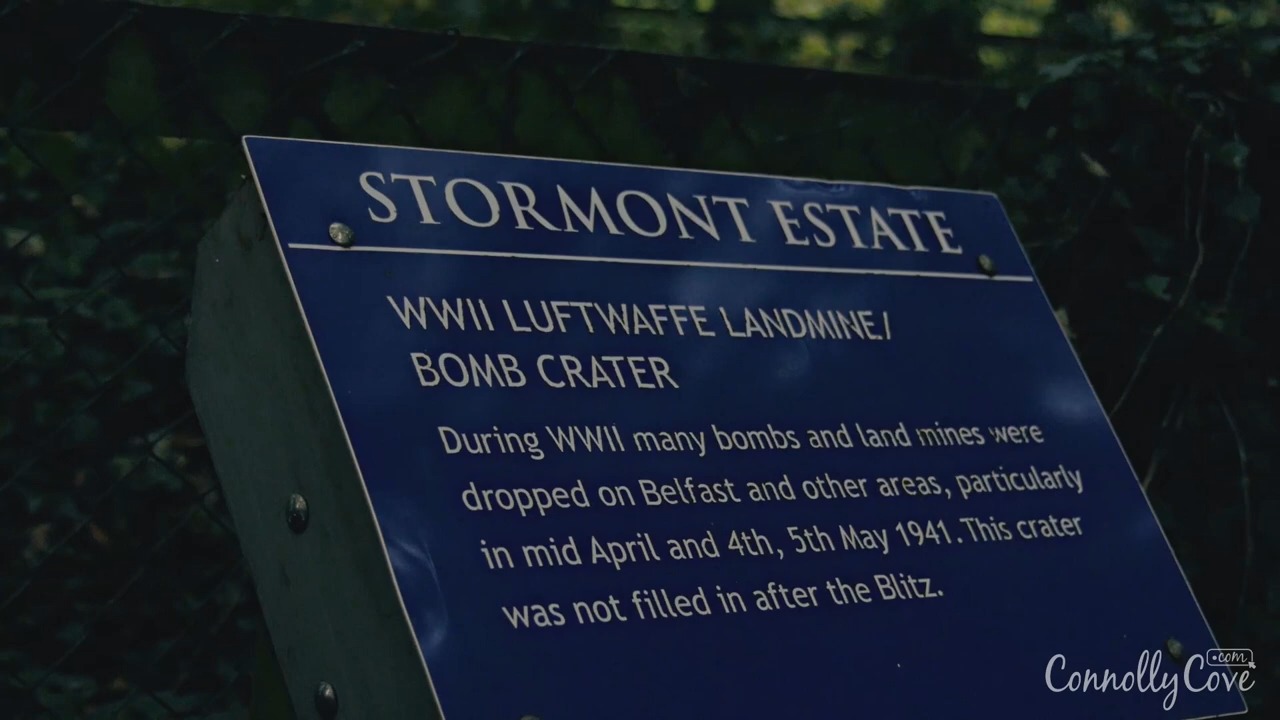 STORMONT ESTATE
WWII LUFTWAFFE LANDMINE/
BOMB CRATER
During WWII many bombs and land mines were
dropped on Belfast and other areas, particularly
in mid April and 4th, 5th May 1941. This crater
was not filled in after the Blitz.
.com
ConnollyCove